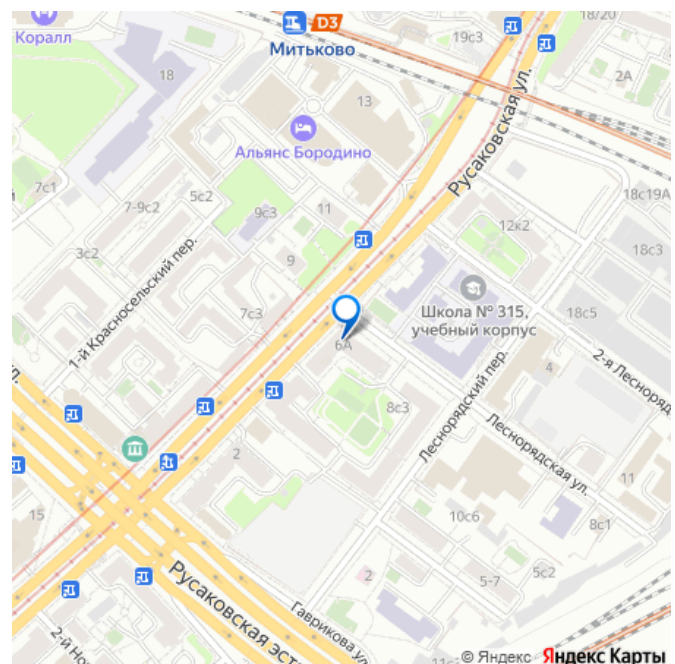 18/20
D3
Коралл
Митьково
19с3
2А
18
13
Русаковская ул.
Альянс Бородино
7с1
5с2
7-9с2
9с3
11
12к2
18с19А
3с2
1-й Красносельский пер.
9
18с3
Школа № 315,
учебный корпус
18с5
7с3
6А
2-я Леснорядск
4
Леснорядский пер.
8с3
Леснорядская ул.
2
11
15
10с6
8с1
Русаковская эст
Гаврикова ул
2
5-7
5с2
2-й Но
© Яндекс Яндекс Карты